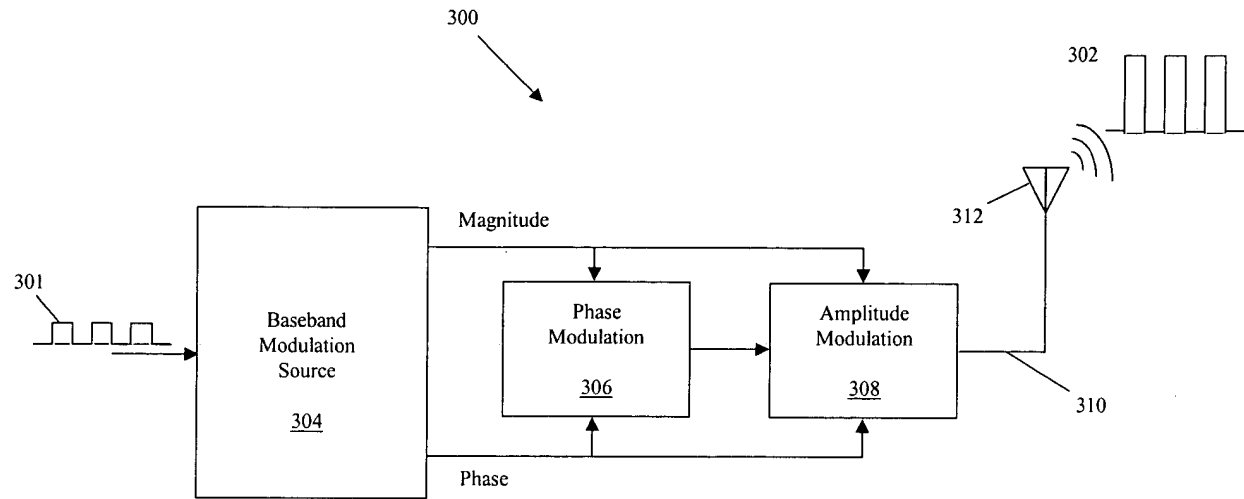 300
302
312
Magnitude
301
Baseband
Modulation
Source
304
Phase
Modulation
306
Amplitude
Modulation
308
310
Phase